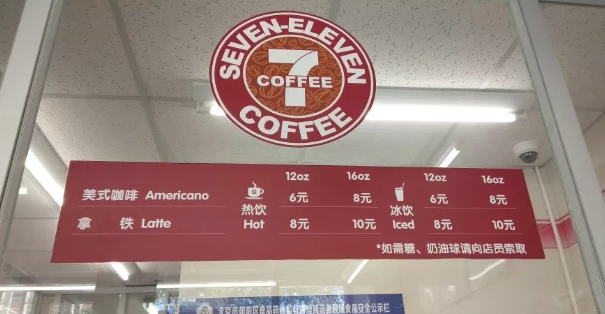 SEVEN-ELEVEN
7
COFFEE
COFFEE
12oz 16oz 12oz 16oz
美式咖啡 Americano 热饮 Hot 6元 8元 冰饮 Iced 6元 8元
拿 铁 Latte 8元 10元 8元 10元
*如需糖、奶油球请向店员索取